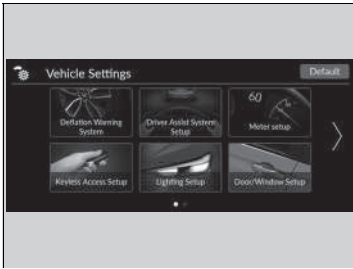 Vehicle Settings
Default
Deflation Warning
System
Driver Assist System
Setup
60
Meter setup
Keyless Access Setup
Lighting Setup
Door/Window Setup